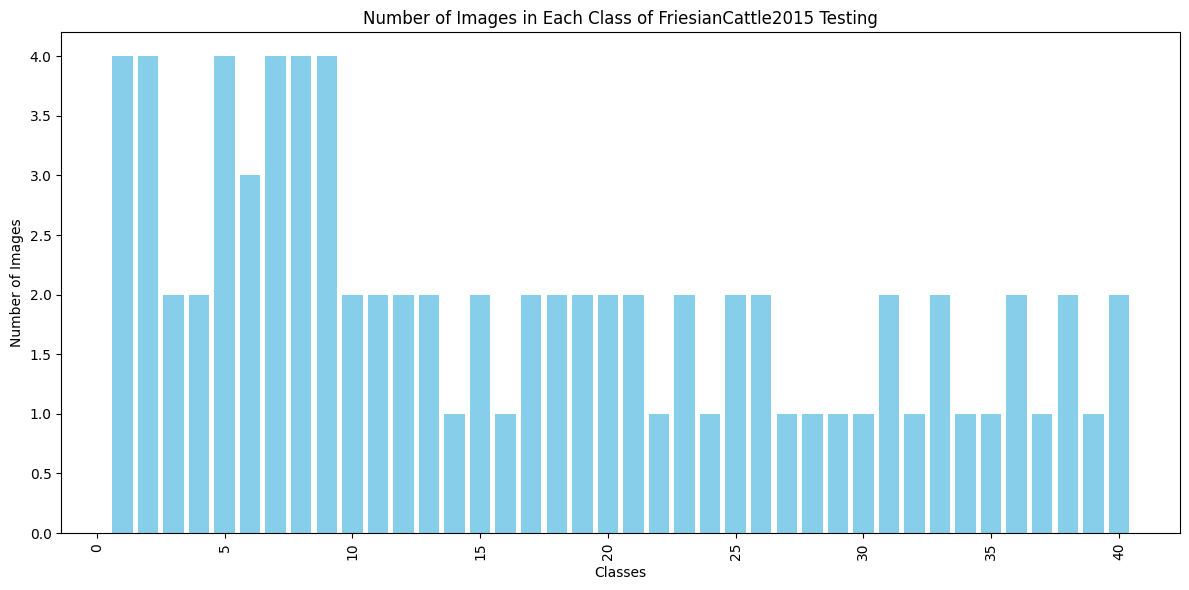 Number of Images in Each Class of FriesianCattle2015 Testing
Number of Images
4.0
3.5
3.0
2.5
2.0
1.5
1.0
0.5
0.0
0 5 10 15 20 25 30 35 40
Classes